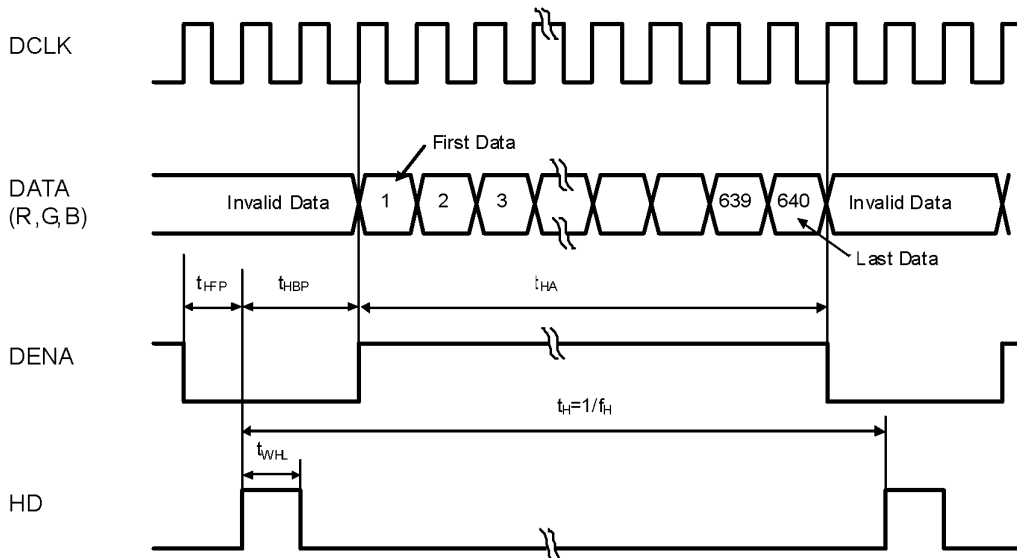 DCLK
First Data
DATA
(R,G,B)
Invalid Data
1
2
3
639
640
Invalid Data
Last Data
tHFP
tHBP
tHA
DENA
tH=1/fH
tWHL
HD